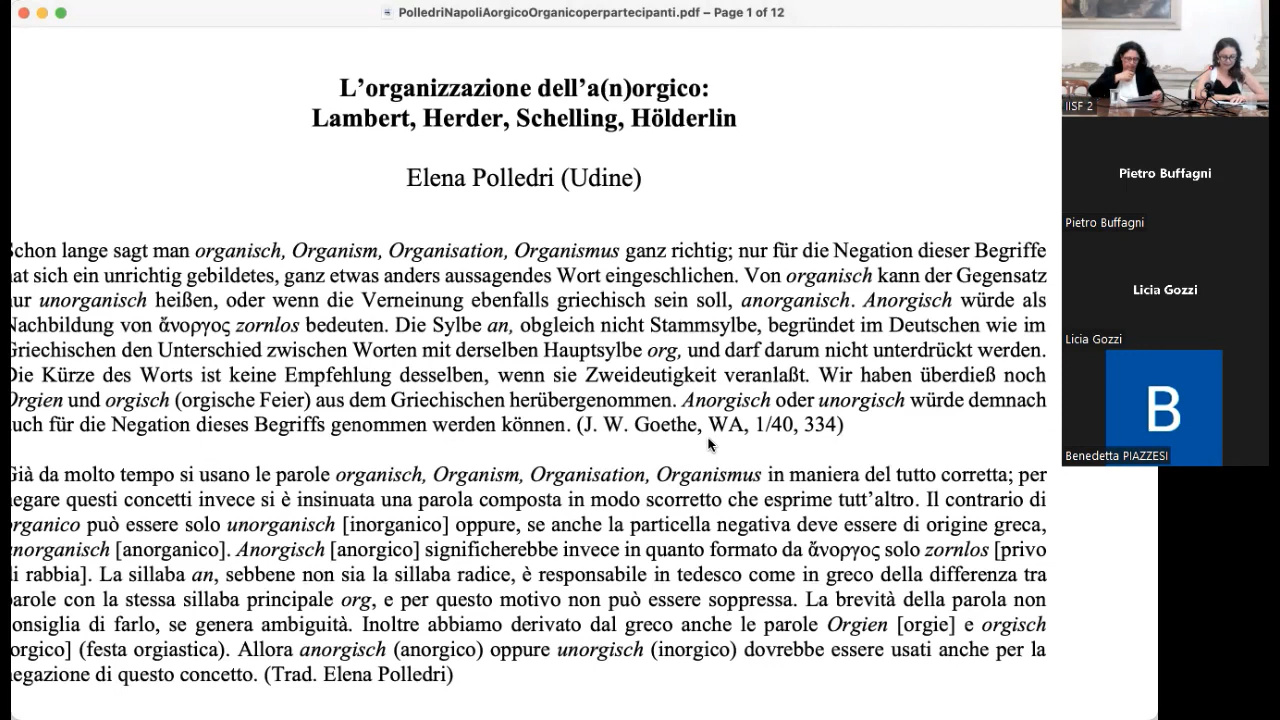 PolledriNapoliAorgicoOrganicoperpartecipanti.pdf – Page 1 of 12
L’organizzazione dell’a(n)orgico:
Lambert, Herder, Schelling, Hölderlin
Elena Polledri (Udine)
Schon lange sagt man organisch, Organism, Organisation, Organismus ganz richtig; nur für die Negation dieser Begriffe
hat sich ein unrichtig gebildetes, ganz etwas anders aussagendes Wort eingeschlichen. Von organisch kann der Gegensatz
nur unorganisch heißen, oder wenn die Verneinung ebenfalls griechisch sein soll, anorganisch. Anorgisch würde als
Nachbildung von ἄνοργος zornlos bedeuten. Die Sylbe an, obgleich nicht Stammsylbe, begründet im Deutschen wie im
Griechischen den Unterschied zwischen Worten mit derselben Hauptsylbe org, und darf darum nicht unterdrückt werden.
Die Kürze des Worts ist keine Empfehlung desselben, wenn sie Zweideutigkeit veranlaßt. Wir haben überdieß noch
Orgien und orgisch (orgische Feier) aus dem Griechischen herübergenommen. Anorgisch oder unorgisch würde demnach
auch für die Negation dieses Begriffs genommen werden können. (J. W. Goethe, WA, 1/40, 334)
Già da molto tempo si usano le parole organisch, Organism, Organisation, Organismus in maniera del tutto corretta; per
negare questi concetti invece si è insinuata una parola composta in modo scorretto che esprime tutt’altro. Il contrario di
organico può essere solo unorganisch [inorganico] oppure, se anche la particella negativa deve essere di origine greca,
anorganisch [anorganico]. Anorgisch [anorgico] significherebbe invece in quanto formato da ἄνοργος solo zornlos [privo
di rabbia]. La sillaba an, sebbene non sia la sillaba radice, è responsabile in tedesco come in greco della differenza tra
parole con la stessa sillaba principale org, e per questo motivo non può essere soppressa. La brevità della parola non
consiglia di farlo, se genera ambiguità. Inoltre abbiamo derivato dal greco anche le parole Orgien [orgie] e orgisch
[orgico] (festa orgiastica). Allora anorgisch (anorgico) oppure unorgisch (inorgico) dovrebbe essere usati anche per la
negazione di questo concetto. (Trad. Elena Polledri)
IISF 2
Pietro Buffagni
Pietro Buffagni
Licia Gozzi
Licia Gozzi
B
Benedetta PIAZZESI